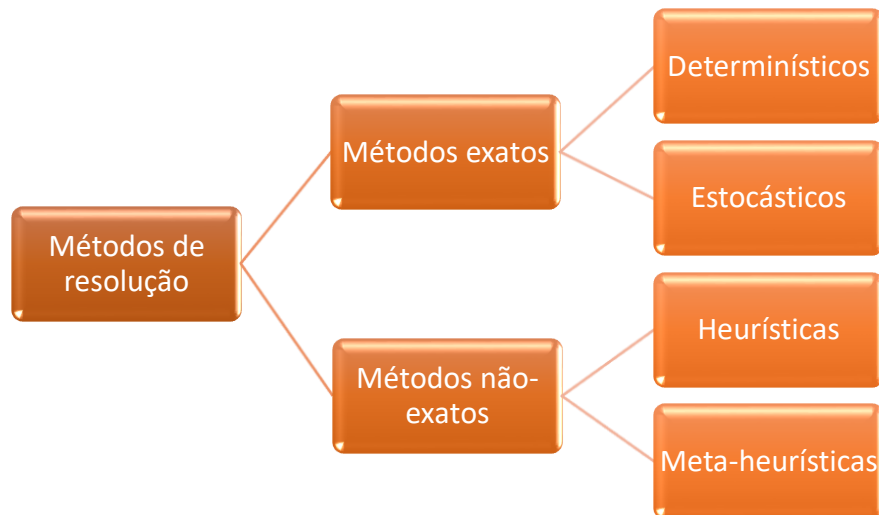 Métodos de
resolução
Métodos exatos
Determinísticos
Estocásticos
Métodos não-
exatos
Heurísticas
Meta-heurísticas